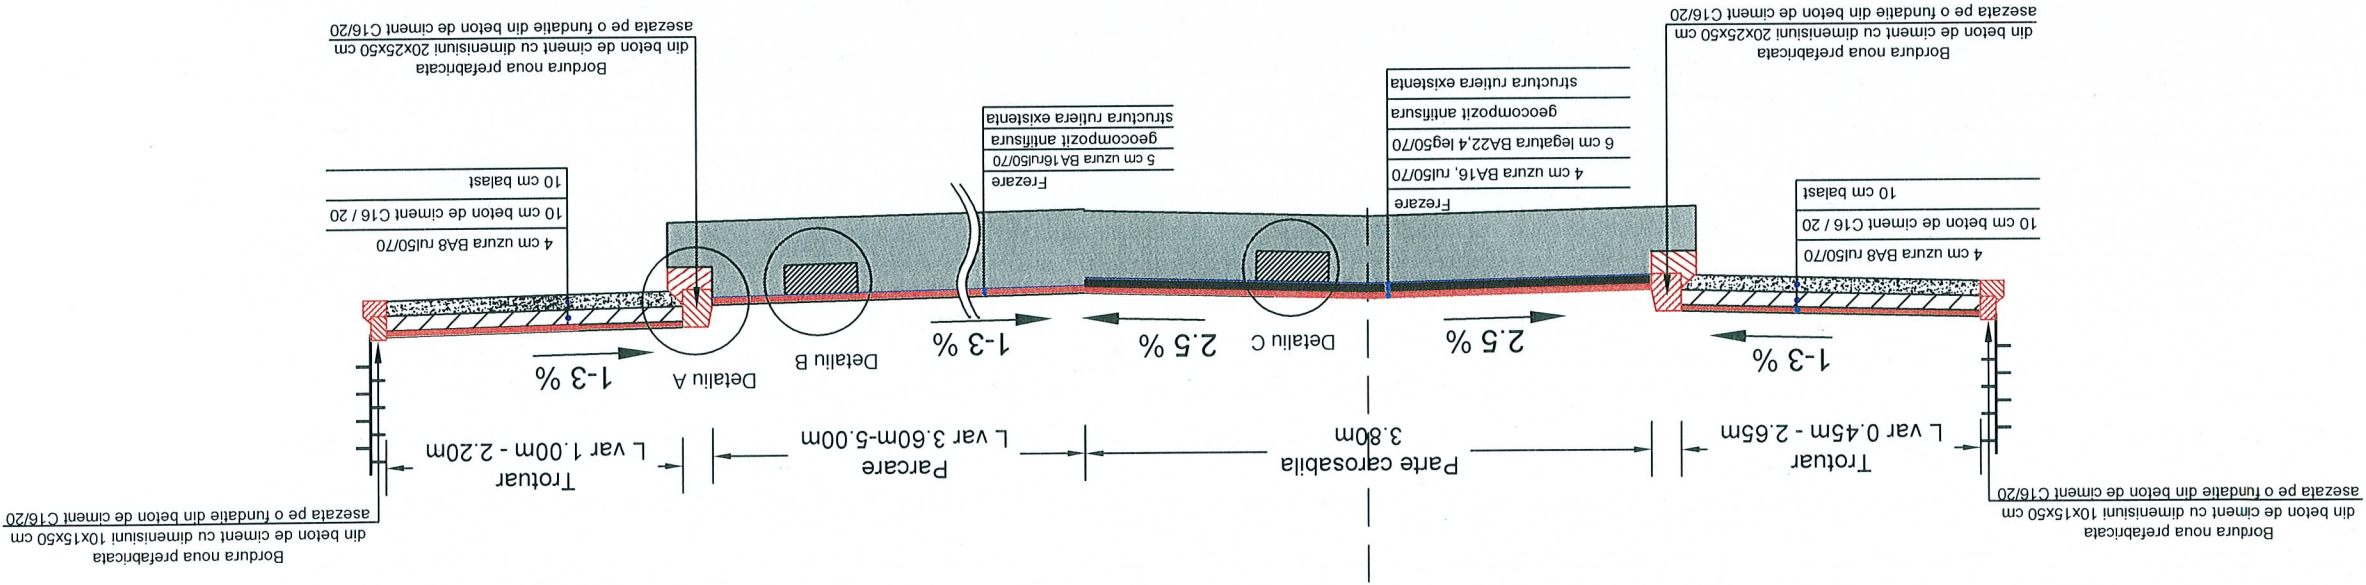 Bordura noua prefabricata
din beton de ciment cu dimenisiuni 10x15x50 cm
asezata pe o fundatie din beton de ciment C16/20
Bordura noua prefabricata
din beton de ciment cu dimenisiuni 10x15x50 cm
asezata pe o fundatie din beton de ciment C16/20
Trotuar
L var 0.45m - 2.65m
Parte carosabila
3.80m
Parcare
L var 3.60m-5.00m
Trotuar
L var 1.00m - 2.20m
1-3 %
2.5 %
Detaliu C
2.5 %
1-3 %
Detaliu B
Detaliu A
1-3 %
4 cm uzura BA8 rul50/70
10 cm beton de ciment C16 / 20
10 cm balast
Frezare
4 cm uzura BA16, rul50/70
6 cm legatura BA22,4 leg50/70
geocompozit antifisura
structura rutiera existenta
Frezare
5 cm uzura BA16rul50/70
geocompozit antifisura
structura rutiera existenta
4 cm uzura BA8 rul50/70
10 cm beton de ciment C16 / 20
10 cm balast
Bordura noua prefabricata
din beton de ciment cu dimenisiuni 20x25x50 cm
asezata pe o fundatie din beton de ciment C16/20
Bordura noua prefabricata
din beton de ciment cu dimenisiuni 20x25x50 cm
asezata pe o fundatie din beton de ciment C16/20